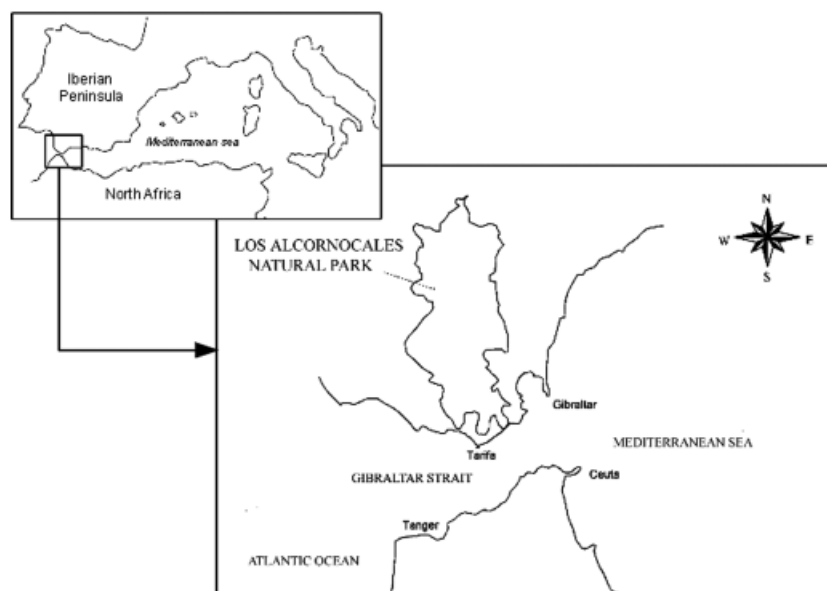 Iberian
Peninsula
Mediterranean sea
North Africa
LOS ALCORNOCALES
NATURAL PARK
N
W
E
S
Gibraltar
MEDITERRANEAN SEA
Tarifa
GIBRALTAR STRAIT
Ceuta
Tanger
ATLANTIC OCEAN